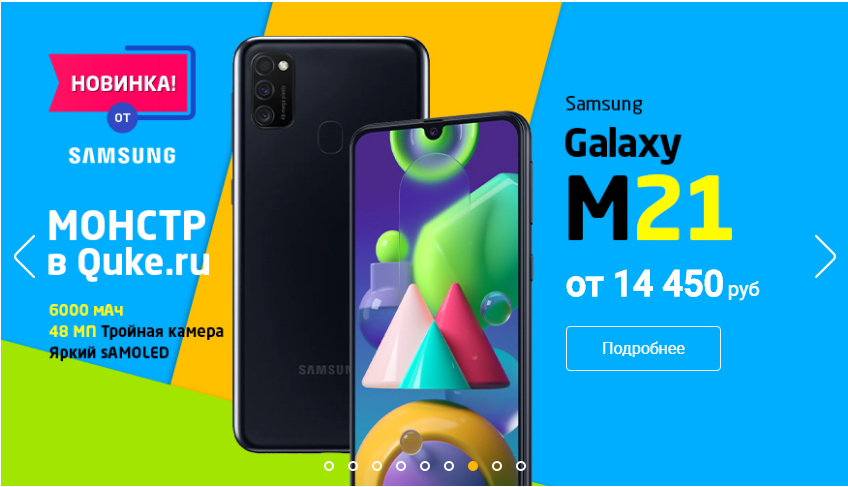 НОВИНКА!
от
SAMSUNG
МОНСТР
в Quke.ru
6000 мАч
48 МП Тройная камера
Яркий sAMOLED
SAMSUN
Samsung
Galaxy
M21
от 14 450 руб
Подробнее